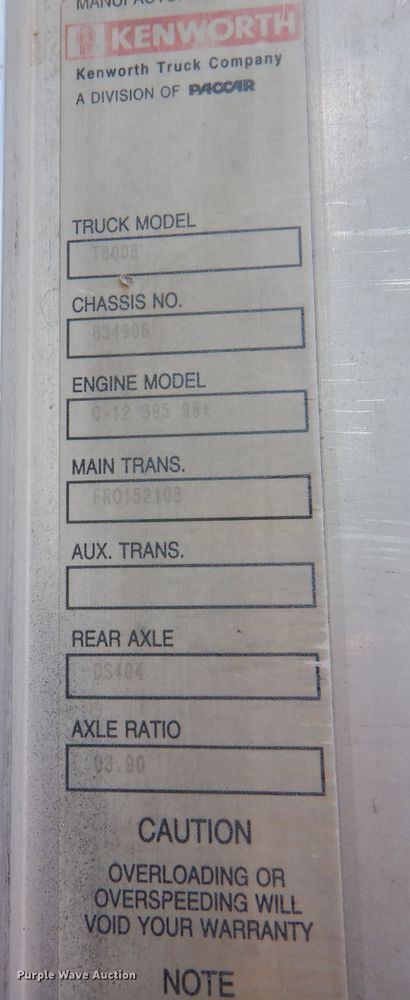 KENWORTH
Kenworth Truck Company
A DIVISION OF PACCAR
TRUCK MODEL
T800B
CHASSIS NO.
834906
ENGINE MODEL
C-12 395 98+
MAIN TRANS.
FRO15210B
AUX. TRANS.
REAR AXLE
DS404
AXLE RATIO
03.90
CAUTION
OVERLOADING OR
OVERSPEEDING WILL
VOID YOUR WARRANTY
NOTE
Purple Wave Auction